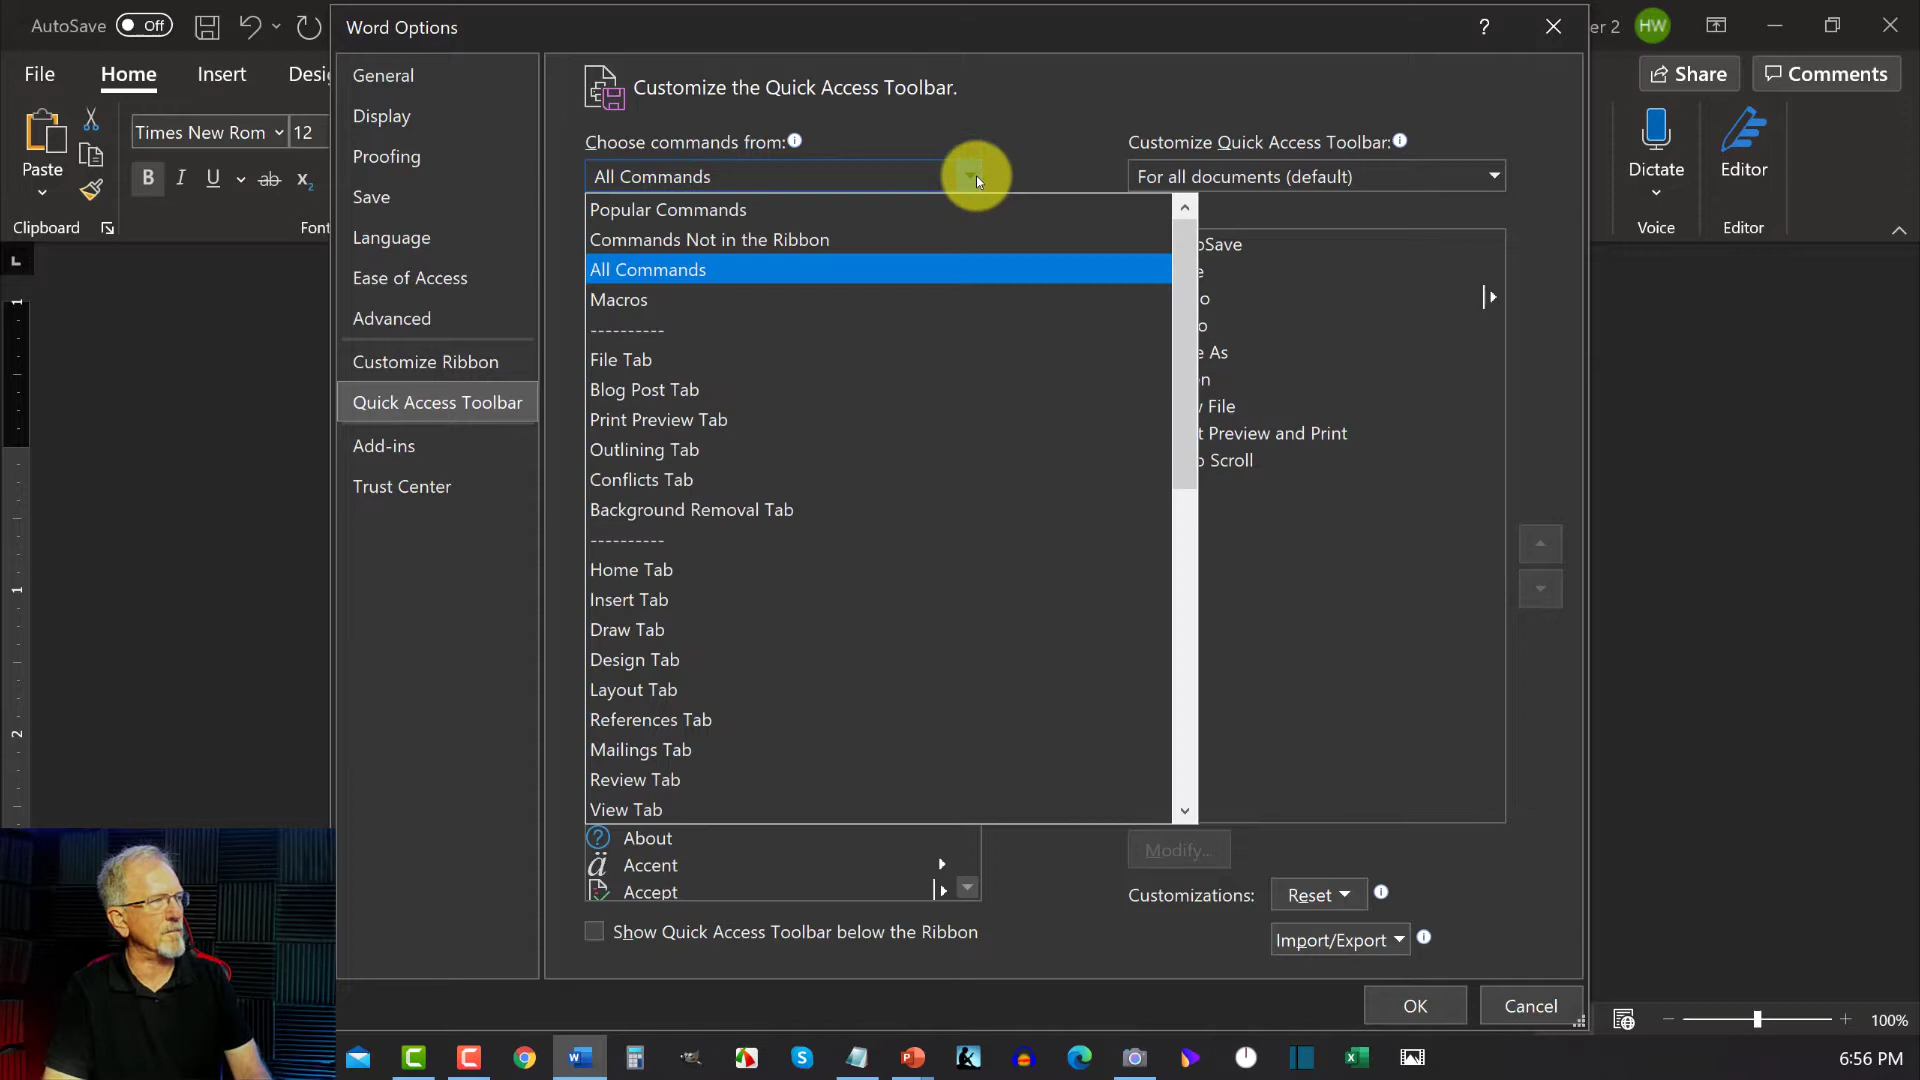 AutoSave Off
Word Options
er 2 HW
File Home Insert Desi
Share Comments
Times New Rom 12
Paste
B I U ab x₂
Clipboard Font
Dictate Editor
Voice Editor
General
Display
Proofing
Save
Language
Ease of Access
Advanced
Customize Ribbon
Quick Access Toolbar
Add-ins
Trust Center
Customize the Quick Access Toolbar.
Choose commands from:
All Commands
Popular Commands
Commands Not in the Ribbon
All Commands
Macros
----------
File Tab
Blog Post Tab
Print Preview Tab
Outlining Tab
Conflicts Tab
Background Removal Tab
----------
Home Tab
Insert Tab
Draw Tab
Design Tab
Layout Tab
References Tab
Mailings Tab
Review Tab
View Tab
About
ä Accent
Accept
Show Quick Access Toolbar below the Ribbon
Customize Quick Access Toolbar:
For all documents (default)
oSave
e
o
o
e As
n
v File
t Preview and Print
o Scroll
Modify...
Customizations: Reset
Import/Export
OK Cancel
1
1
2
100%
6:56 PM